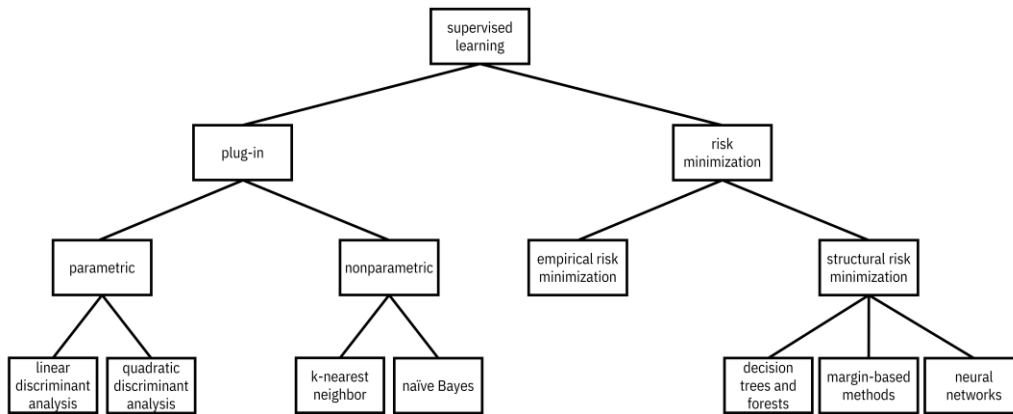 supervised
learning
plug-in
risk
minimization
parametric
nonparametric
empirical risk
minimization
structural risk
minimization
linear
discriminant
analysis
quadratic
discriminant
analysis
k-nearest
neighbor
naïve Bayes
decision
trees and
forests
margin-based
methods
neural
networks